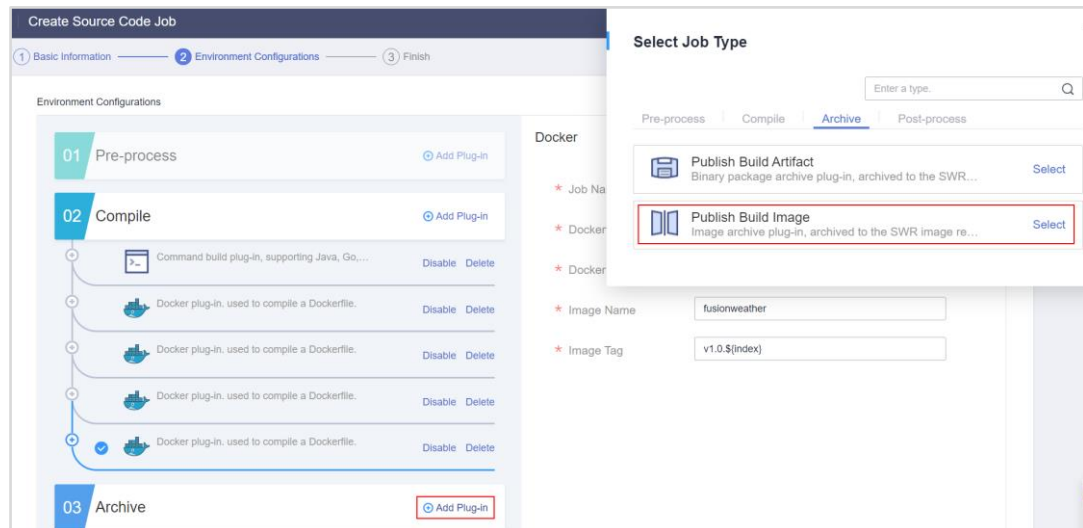 Create Source Code Job
1 Basic Information
2 Environment Configurations
3 Finish
Environment Configurations
01 Pre-process
Add Plug-in
02 Compile
Add Plug-in
Command build plug-in, supporting Java, Go,...
Disable Delete
Docker plug-in. used to compile a Dockerfile.
Disable Delete
Docker plug-in. used to compile a Dockerfile.
Disable Delete
Docker plug-in. used to compile a Dockerfile.
Disable Delete
Docker plug-in. used to compile a Dockerfile.
Disable Delete
03 Archive
Add Plug-in
Docker
* Job Na
* Docker
* Docker
* Image Name
fusionweather
* Image Tag
v1.0.${index}
Select Job Type
Enter a type.
Pre-process
Compile
Archive
Post-process
Publish Build Artifact
Binary package archive plug-in, archived to the SWR...
Select
Publish Build Image
Image archive plug-in, archived to the SWR image re...
Select